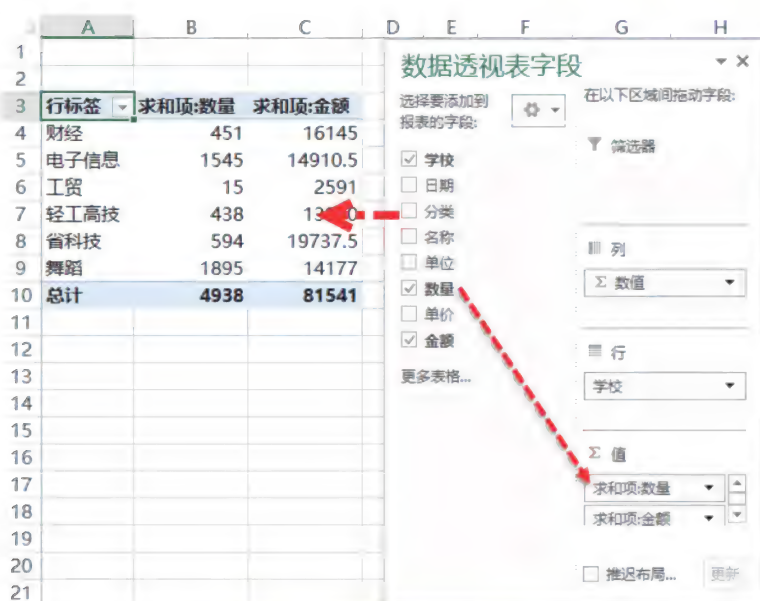 A B C D E F G H
1
2
3 行标签 求和项:数量 求和项:金额
4 财经 451 16145
5 电子信息 1545 14910.5
6 工贸 15 2591
7 轻工高技 438
8 省科技 594 19737.5
9 舞蹈 1895 14177
10 总计 4938 81541
11
12
13
14
15
16
17
18
19
20
21
数据透视表字段
选择要添加到
报表的字段:
学校
日期
分类
名称
单位
数量
单价
金额
更多表格...
在以下区域间拖动字段:
筛选器
列
Σ 数值
行
学校
Σ 值
求和项:数量
求和项:金额
推迟布局...
更新